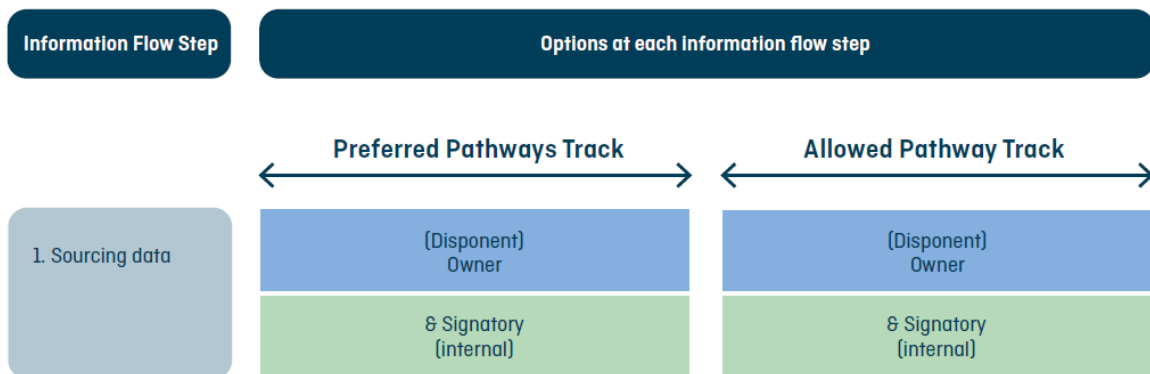 Information Flow Step
Options at each information flow step
Preferred Pathways Track
Allowed Pathway Track
1. Sourcing data
(Disponent)
Owner
(Disponent)
Owner
& Signatory
(internal)
& Signatory
(internal)